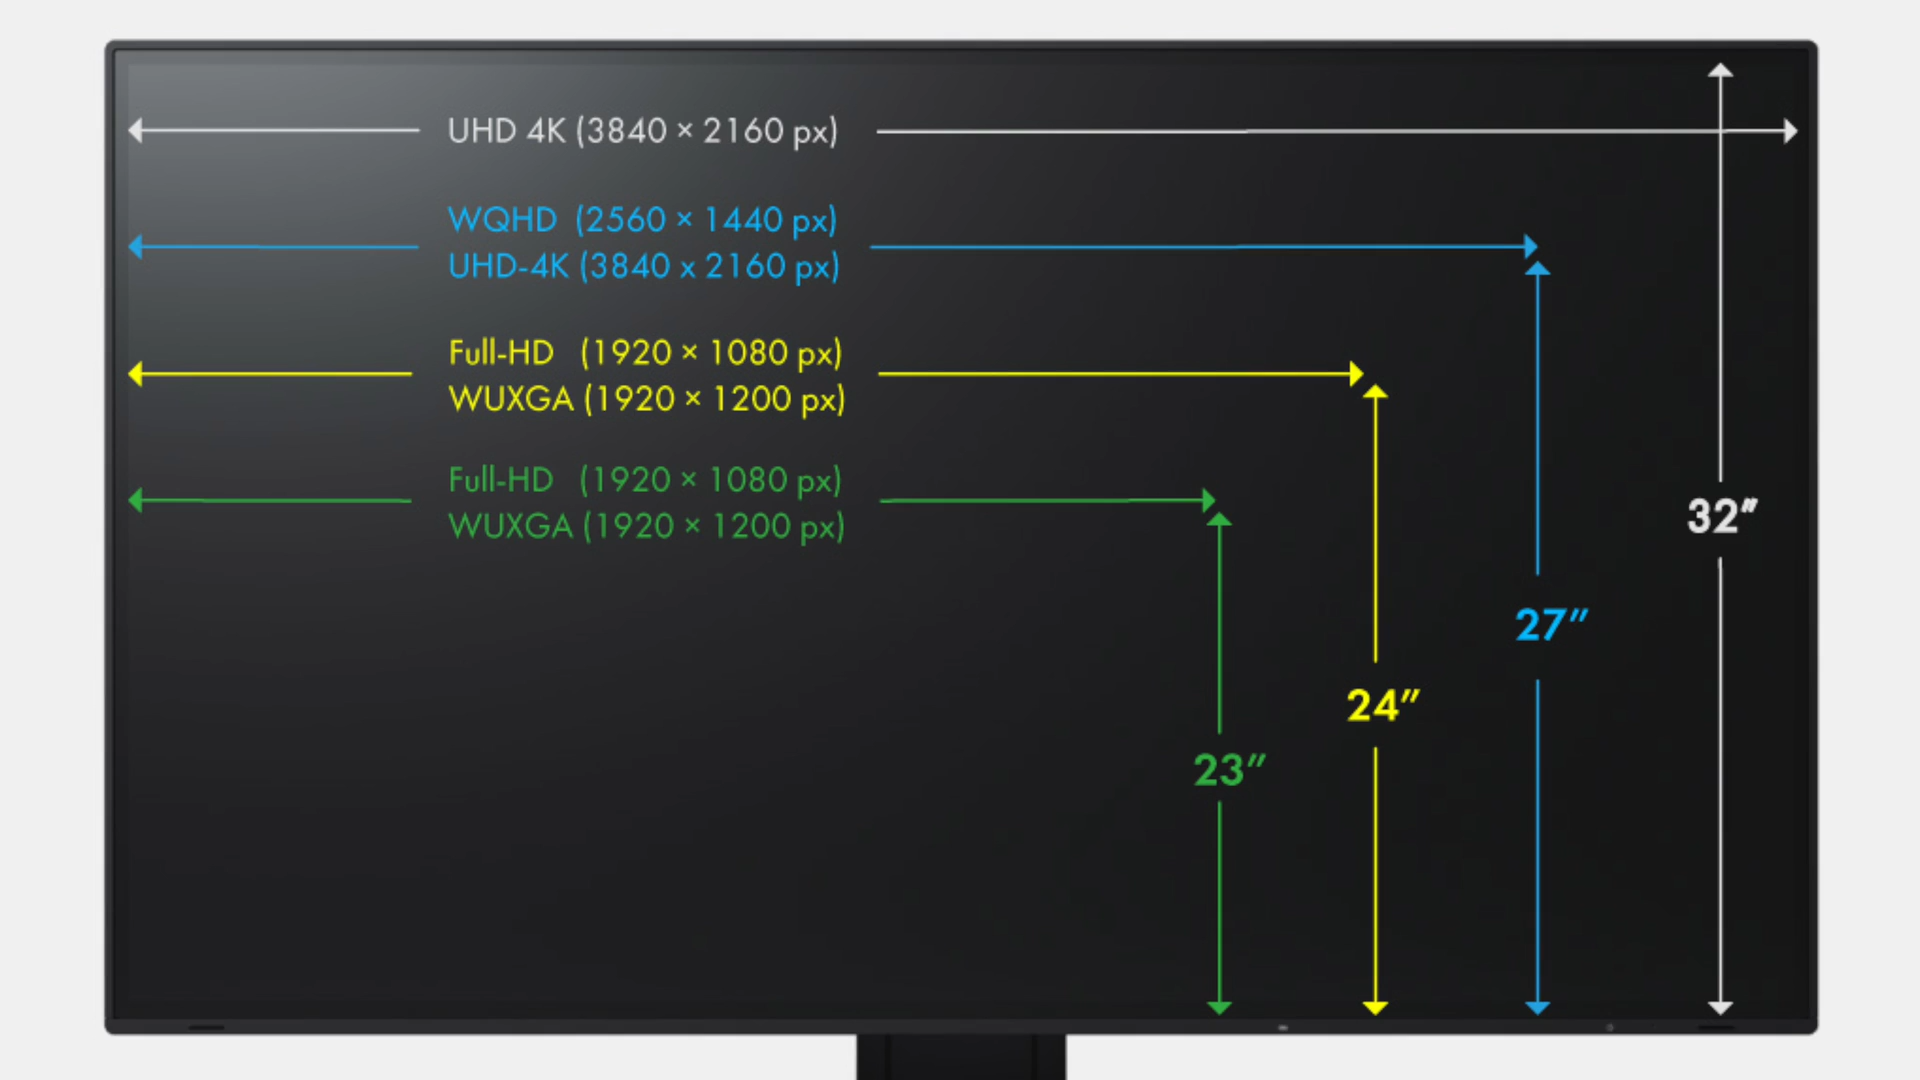 UHD 4K (3840 × 2160 px)
WQHD (2560 × 1440 px)
UHD-4K (3840 x 2160 px)
Full-HD (1920 × 1080 px)
WUXGA (1920 × 1200 px)
Full-HD (1920 × 1080 px)
WUXGA (1920 × 1200 px)
32″
27″
24″
23″